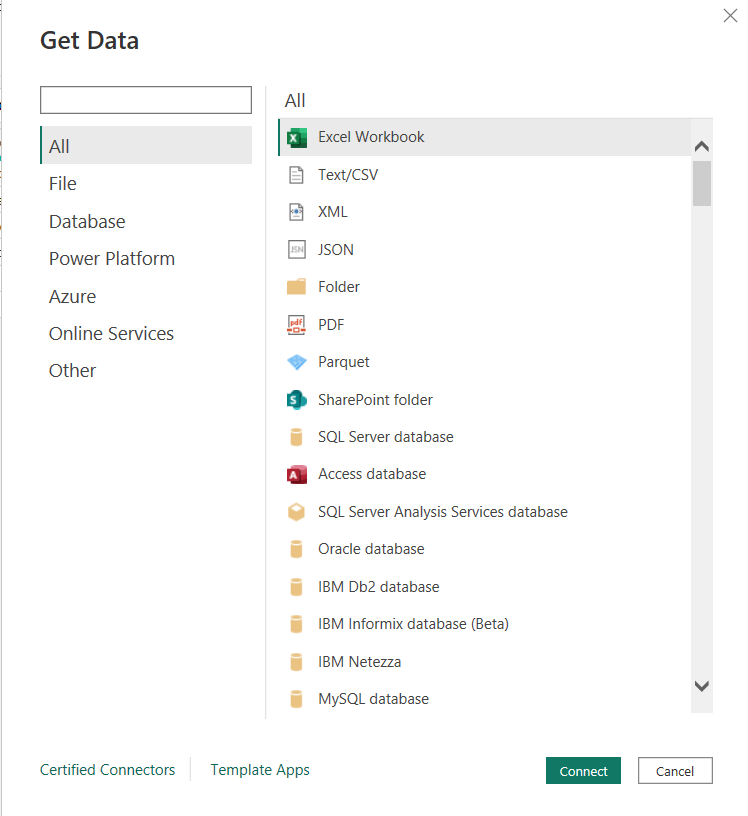 Get Data
All
File
Database
Power Platform
Azure
Online Services
Other
All
Excel Workbook
Text/CSV
XML
JSON
Folder
PDF
Parquet
SharePoint folder
SQL Server database
Access database
SQL Server Analysis Services database
Oracle database
IBM Db2 database
IBM Informix database (Beta)
IBM Netezza
MySQL database
Certified Connectors
Template Apps
Connect
Cancel